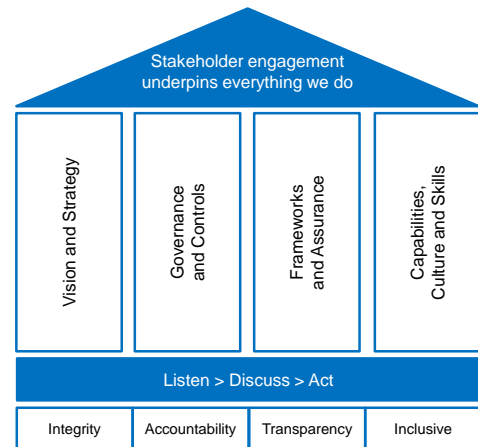 Stakeholder engagement
underpins everything we do
Vision and Strategy
Governance
and Controls
Frameworks
and Assurance
Capabilities,
Culture and Skills
Listen > Discuss > Act
Integrity
Accountability
Transparency
Inclusive